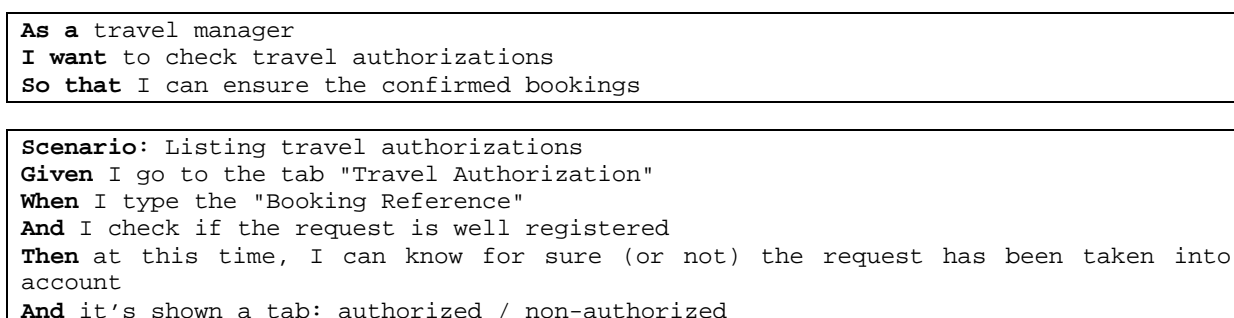 As a travel manager
I want to check travel authorizations
So that I can ensure the confirmed bookings
Scenario: Listing travel authorizations
Given I go to the tab "Travel Authorization"
When I type the "Booking Reference"
And I check if the request is well registered
Then at this time, I can know for sure (or not) the request has been taken into
account
And it’s shown a tab: authorized / non-authorized